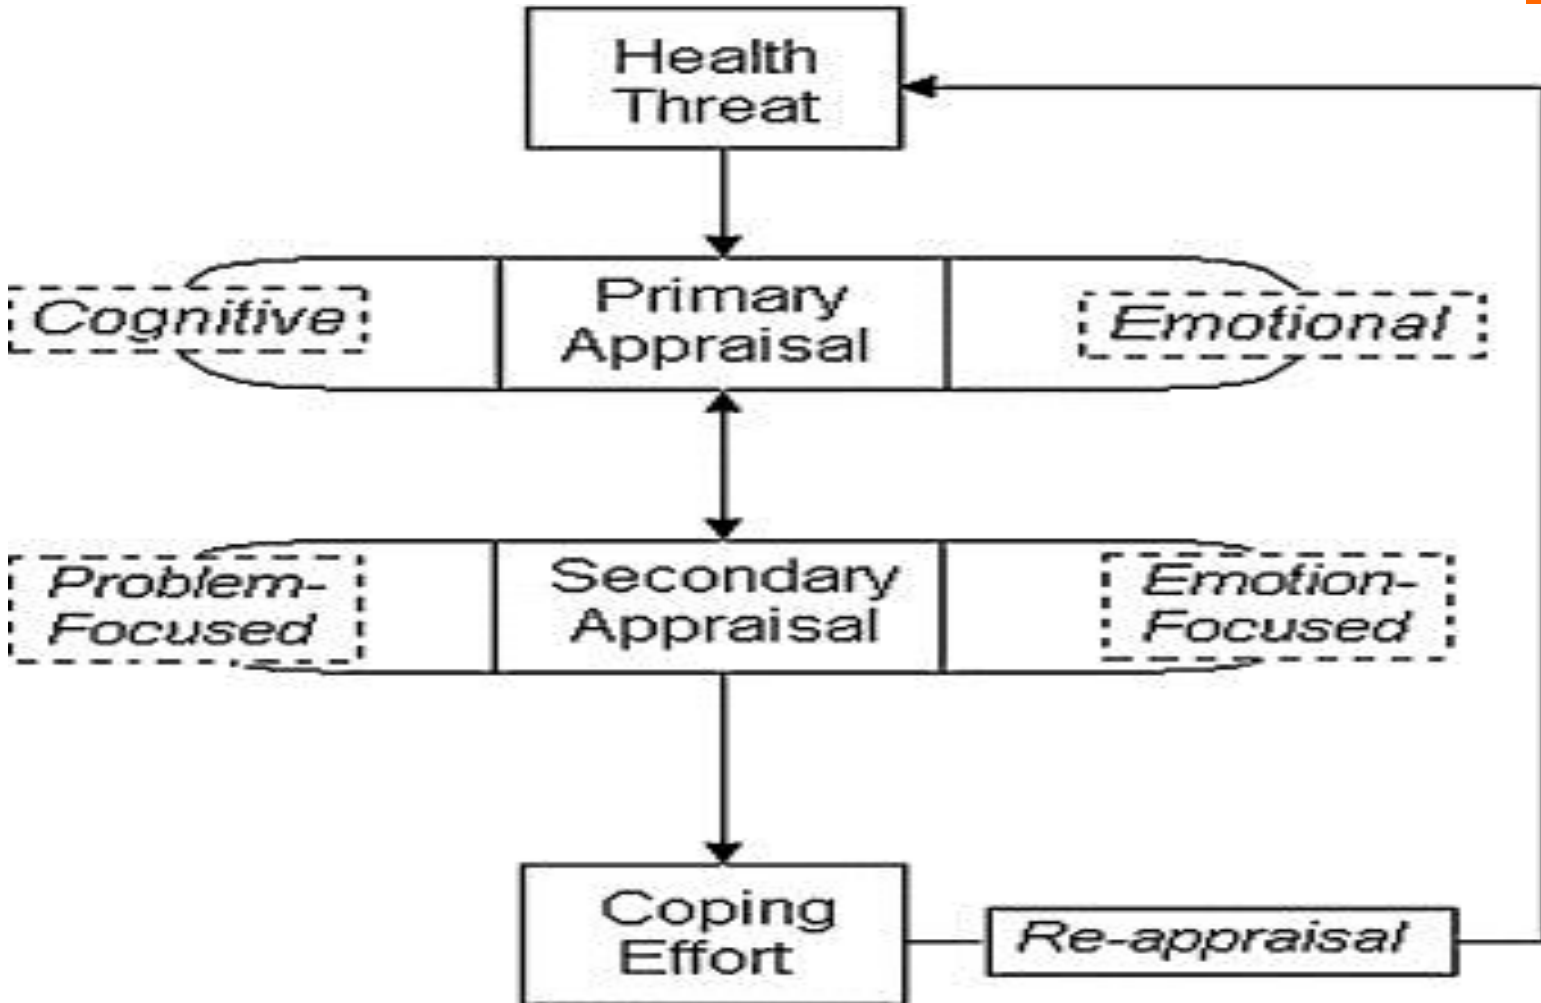 Health
Threat
Cognitive
Primary
Appraisal
Emotional
Problem-
Focused
Secondary
Appraisal
Emotion-
Focused
Coping
Effort
Re-appraisal